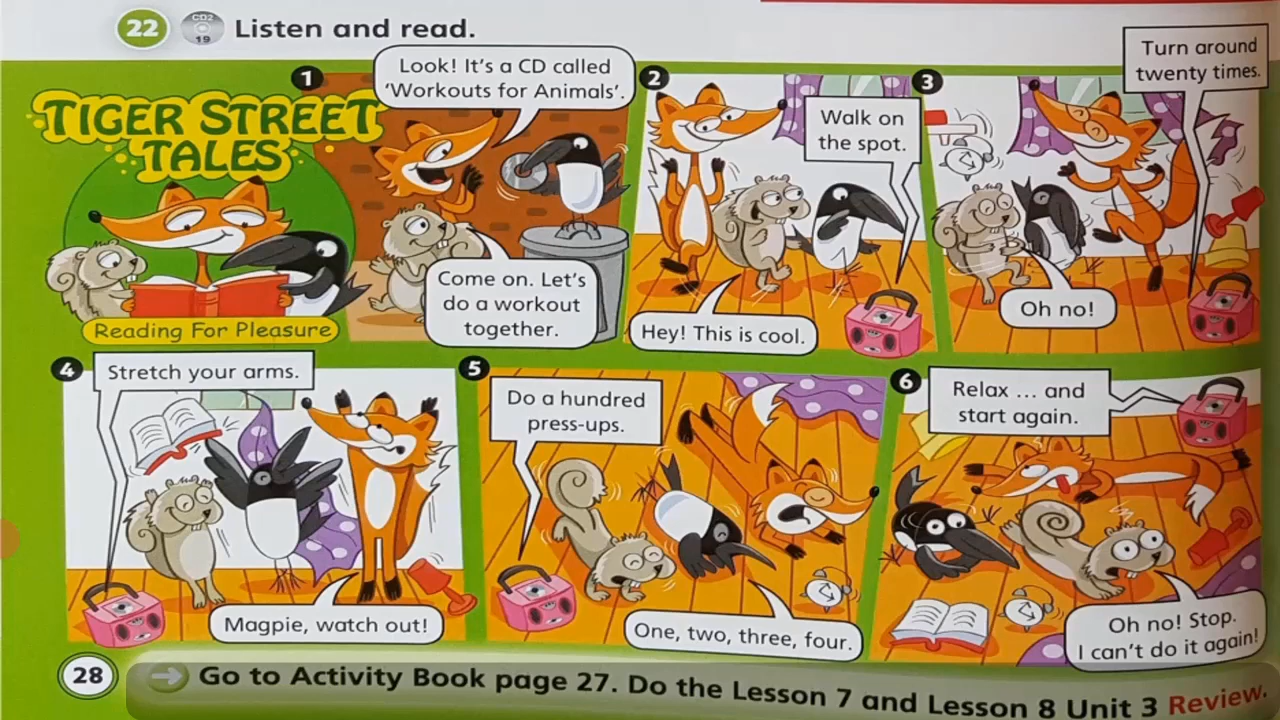 22 CD2 19 Listen and read.
TIGER STREET
TALES
Reading For Pleasure
1
Look! It's a CD called
'Workouts for Animals'.
Come on. Let's
do a workout
together.
2
Walk on
the spot.
Hey! This is cool.
3
Turn around
twenty times.
Oh no!
4
Stretch your arms.
Magpie, watch out!
5
Do a hundred
press-ups.
One, two, three, four.
6
Relax ... and
start again.
Oh no! Stop.
I can't do it again!
28
Go to Activity Book page 27. Do the Lesson 7 and Lesson 8 Unit 3 Review.